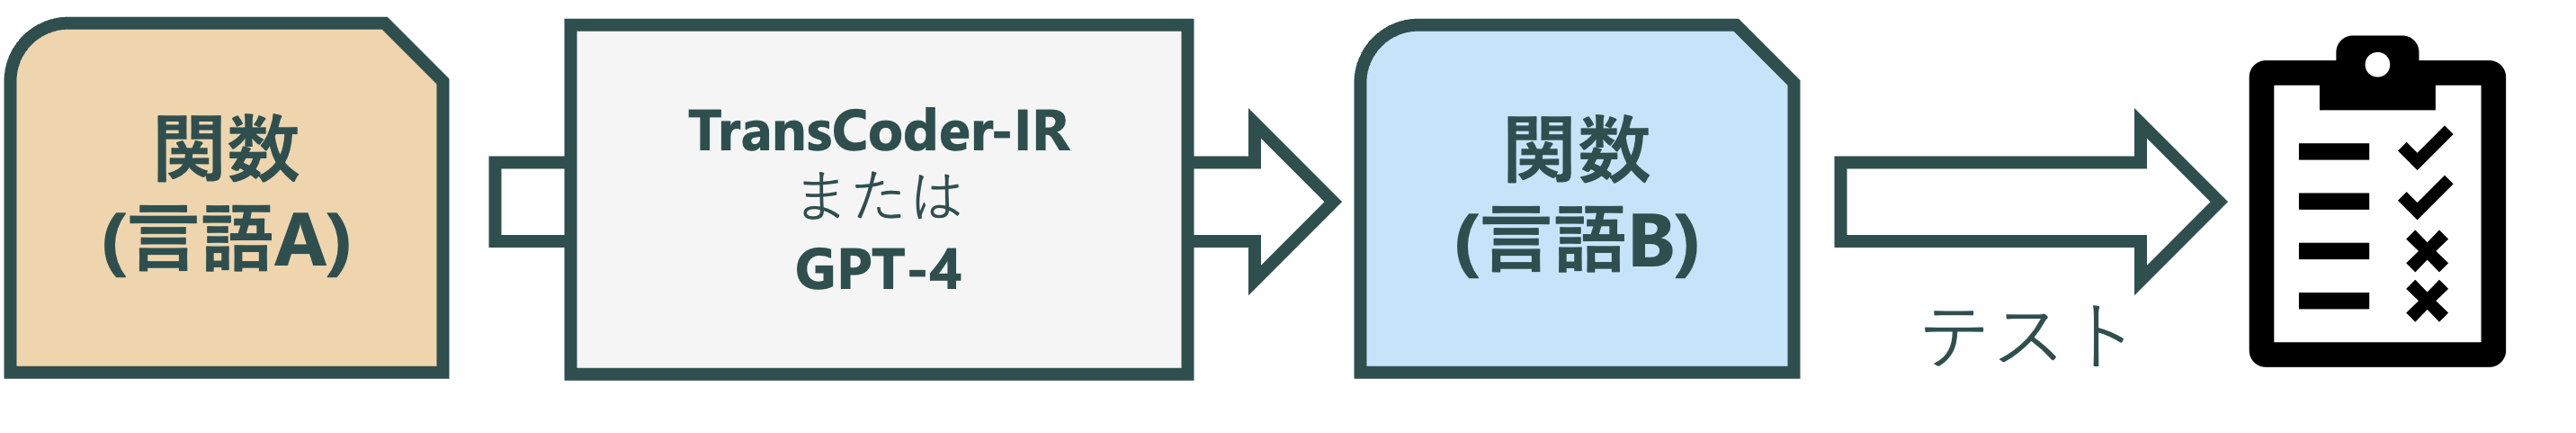 関数
(言語A)
TransCoder-IR
または
GPT-4
関数
(言語B)
テスト